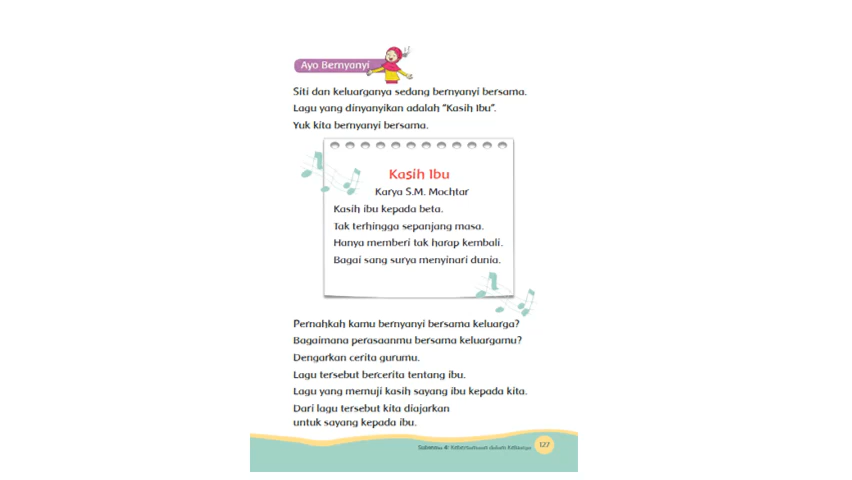 Ayo Bernyanyi
Siti dan keluarganya sedang bernyanyi bersama.
Lagu yang dinyanyikan adalah “Kasih Ibu”.
Yuk kita bernyanyi bersama.
Kasih Ibu
Karya S.M. Mochtar
Kasih ibu kepada beta.
Tak terhingga sepanjang masa.
Hanya memberi tak harap kembali.
Bagai sang surya menyinari dunia.
Pernahkah kamu bernyanyi bersama keluarga?
Bagaimana perasaanmu bersama keluargamu?
Dengarkan cerita gurumu.
Lagu tersebut bercerita tentang ibu.
Lagu yang memuji kasih sayang ibu kepada kita.
Dari lagu tersebut kita diajarkan
untuk sayang kepada ibu.
127